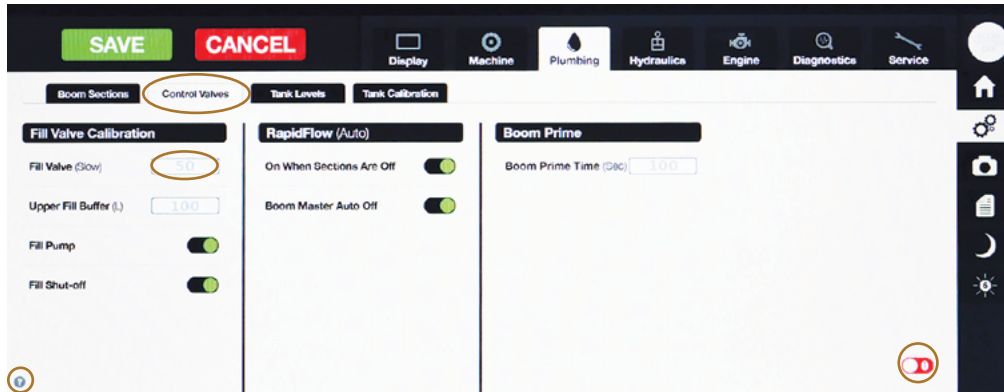 SAVE
CANCEL
Display
Machine
Plumbing
Hydraulics
Engine
Diagnostics
Service
Boom Sections
Control Valves
Tank Levels
Tank Calibration
Fill Valve Calibration
Fill Valve (Slow) 50
Upper Fill Buffer (L) 100
Fill Pump
Fill Shut-off
RapidFlow (Auto)
On When Sections Are Off
Boom Master Auto Off
Boom Prime
Boom Prime Time (Sec) 100
?